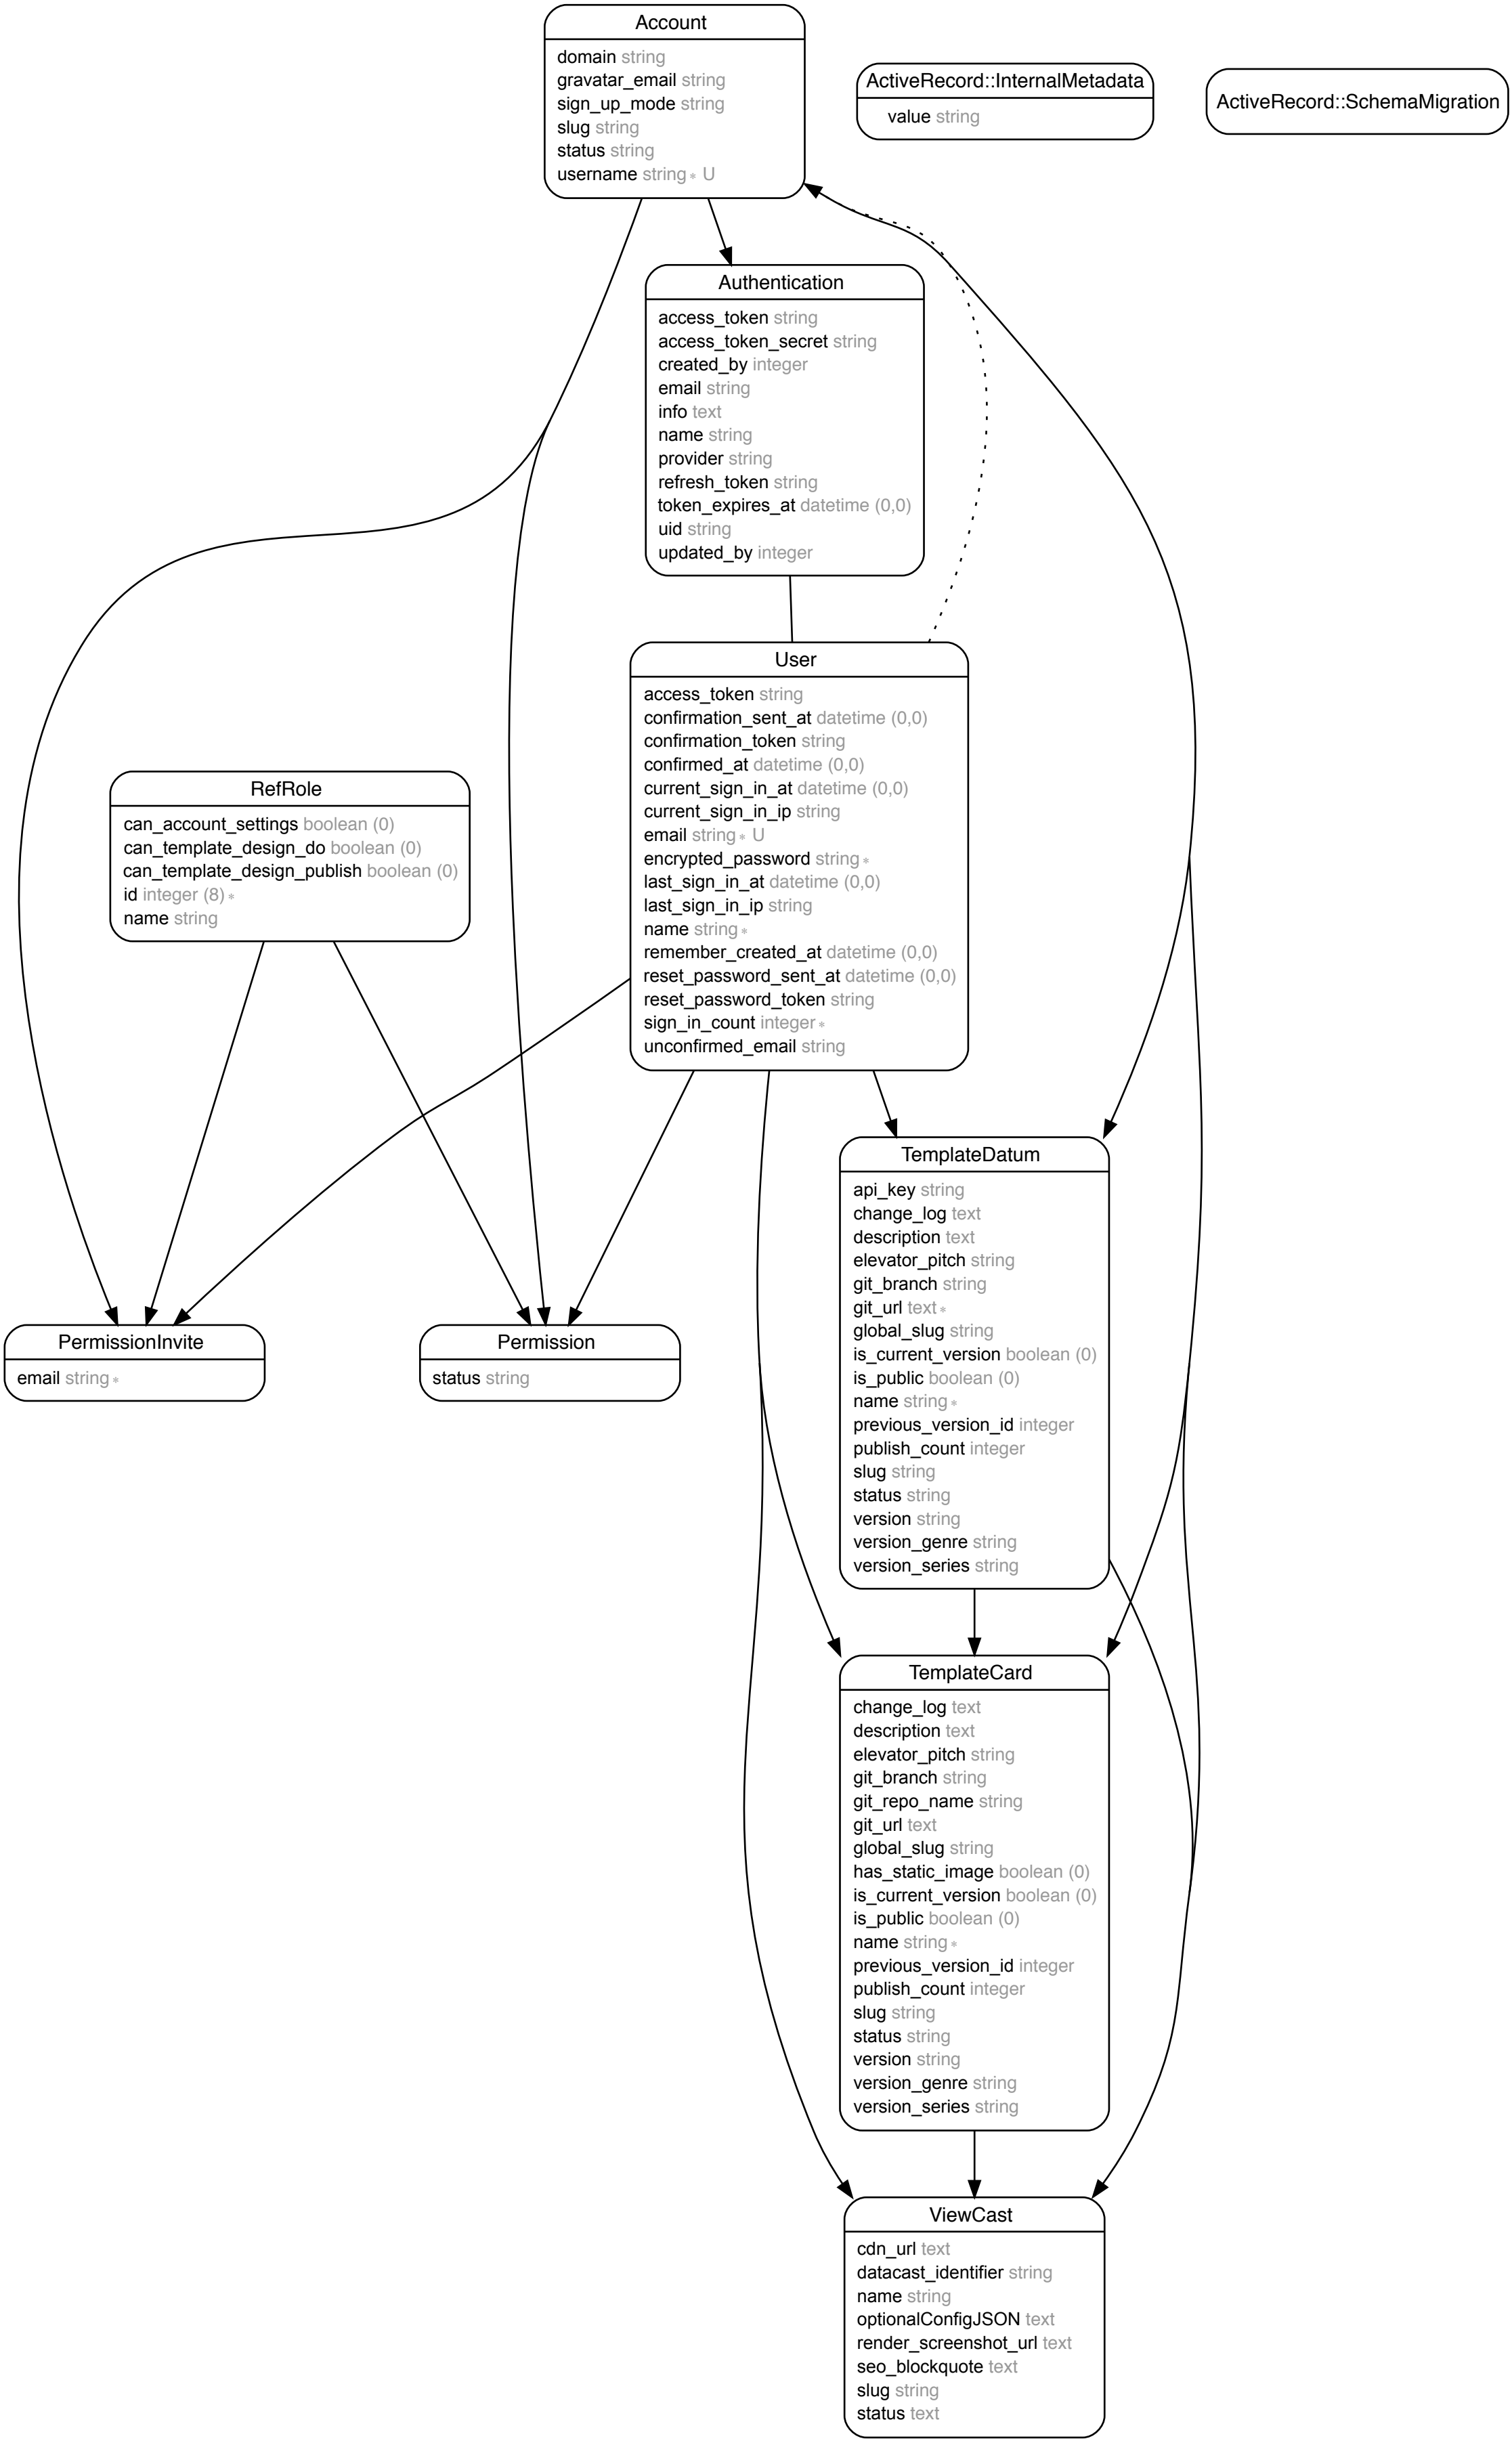 Account
domain string
gravatar_email string
sign_up_mode string
slug string
status string
username string ∗ U
ActiveRecord::InternalMetadata
value string
ActiveRecord::SchemaMigration
Authentication
access_token string
access_token_secret string
created_by integer
email string
info text
name string
provider string
refresh_token string
token_expires_at datetime (0,0)
uid string
updated_by integer
User
access_token string
confirmation_sent_at datetime (0,0)
confirmation_token string
confirmed_at datetime (0,0)
current_sign_in_at datetime (0,0)
current_sign_in_ip string
email string ∗ U
encrypted_password string ∗
last_sign_in_at datetime (0,0)
last_sign_in_ip string
name string ∗
remember_created_at datetime (0,0)
reset_password_sent_at datetime (0,0)
reset_password_token string
sign_in_count integer ∗
unconfirmed_email string
RefRole
can_account_settings boolean (0)
can_template_design_do boolean (0)
can_template_design_publish boolean (0)
id integer (8) ∗
name string
PermissionInvite
email string ∗
Permission
status string
TemplateDatum
api_key string
change_log text
description text
elevator_pitch string
git_branch string
git_url text ∗
global_slug string
is_current_version boolean (0)
is_public boolean (0)
name string ∗
previous_version_id integer
publish_count integer
slug string
status string
version string
version_genre string
version_series string
TemplateCard
change_log text
description text
elevator_pitch string
git_branch string
git_repo_name string
git_url text
global_slug string
has_static_image boolean (0)
is_current_version boolean (0)
is_public boolean (0)
name string ∗
previous_version_id integer
publish_count integer
slug string
status string
version string
version_genre string
version_series string
ViewCast
cdn_url text
datacast_identifier string
name string
optionalConfigJSON text
render_screenshot_url text
seo_blockquote text
slug string
status text